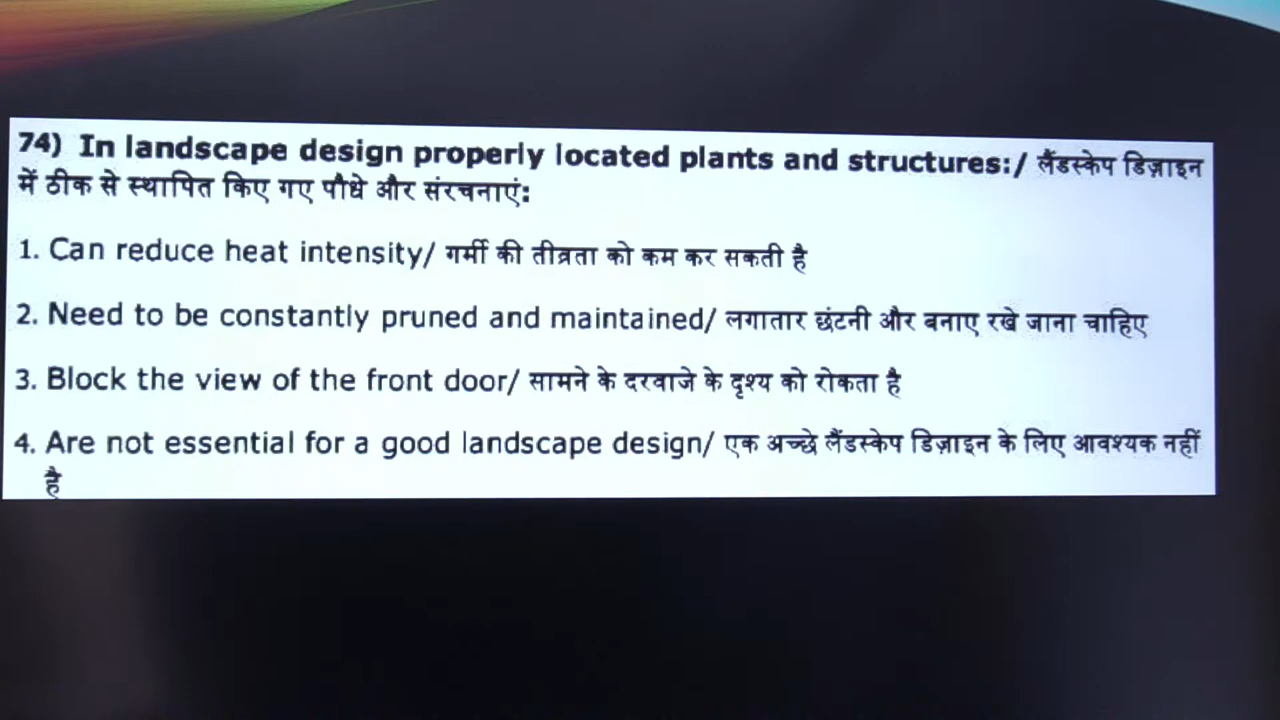 74) In landscape design properly located plants and structures:/ लैंडस्केप डिज़ाइन
में ठीक से स्थापित किए गए पौधे और संरचनाएं:
1. Can reduce heat intensity/ गर्मी की तीव्रता को कम कर सकती है
2. Need to be constantly pruned and maintained/ लगातार छंटनी और बनाए रखे जाना चाहिए
3. Block the view of the front door/ सामने के दरवाजे के दृश्य को रोकता है
4. Are not essential for a good landscape design/ एक अच्छे लैंडस्केप डिज़ाइन के लिए आवश्यक नहीं
है